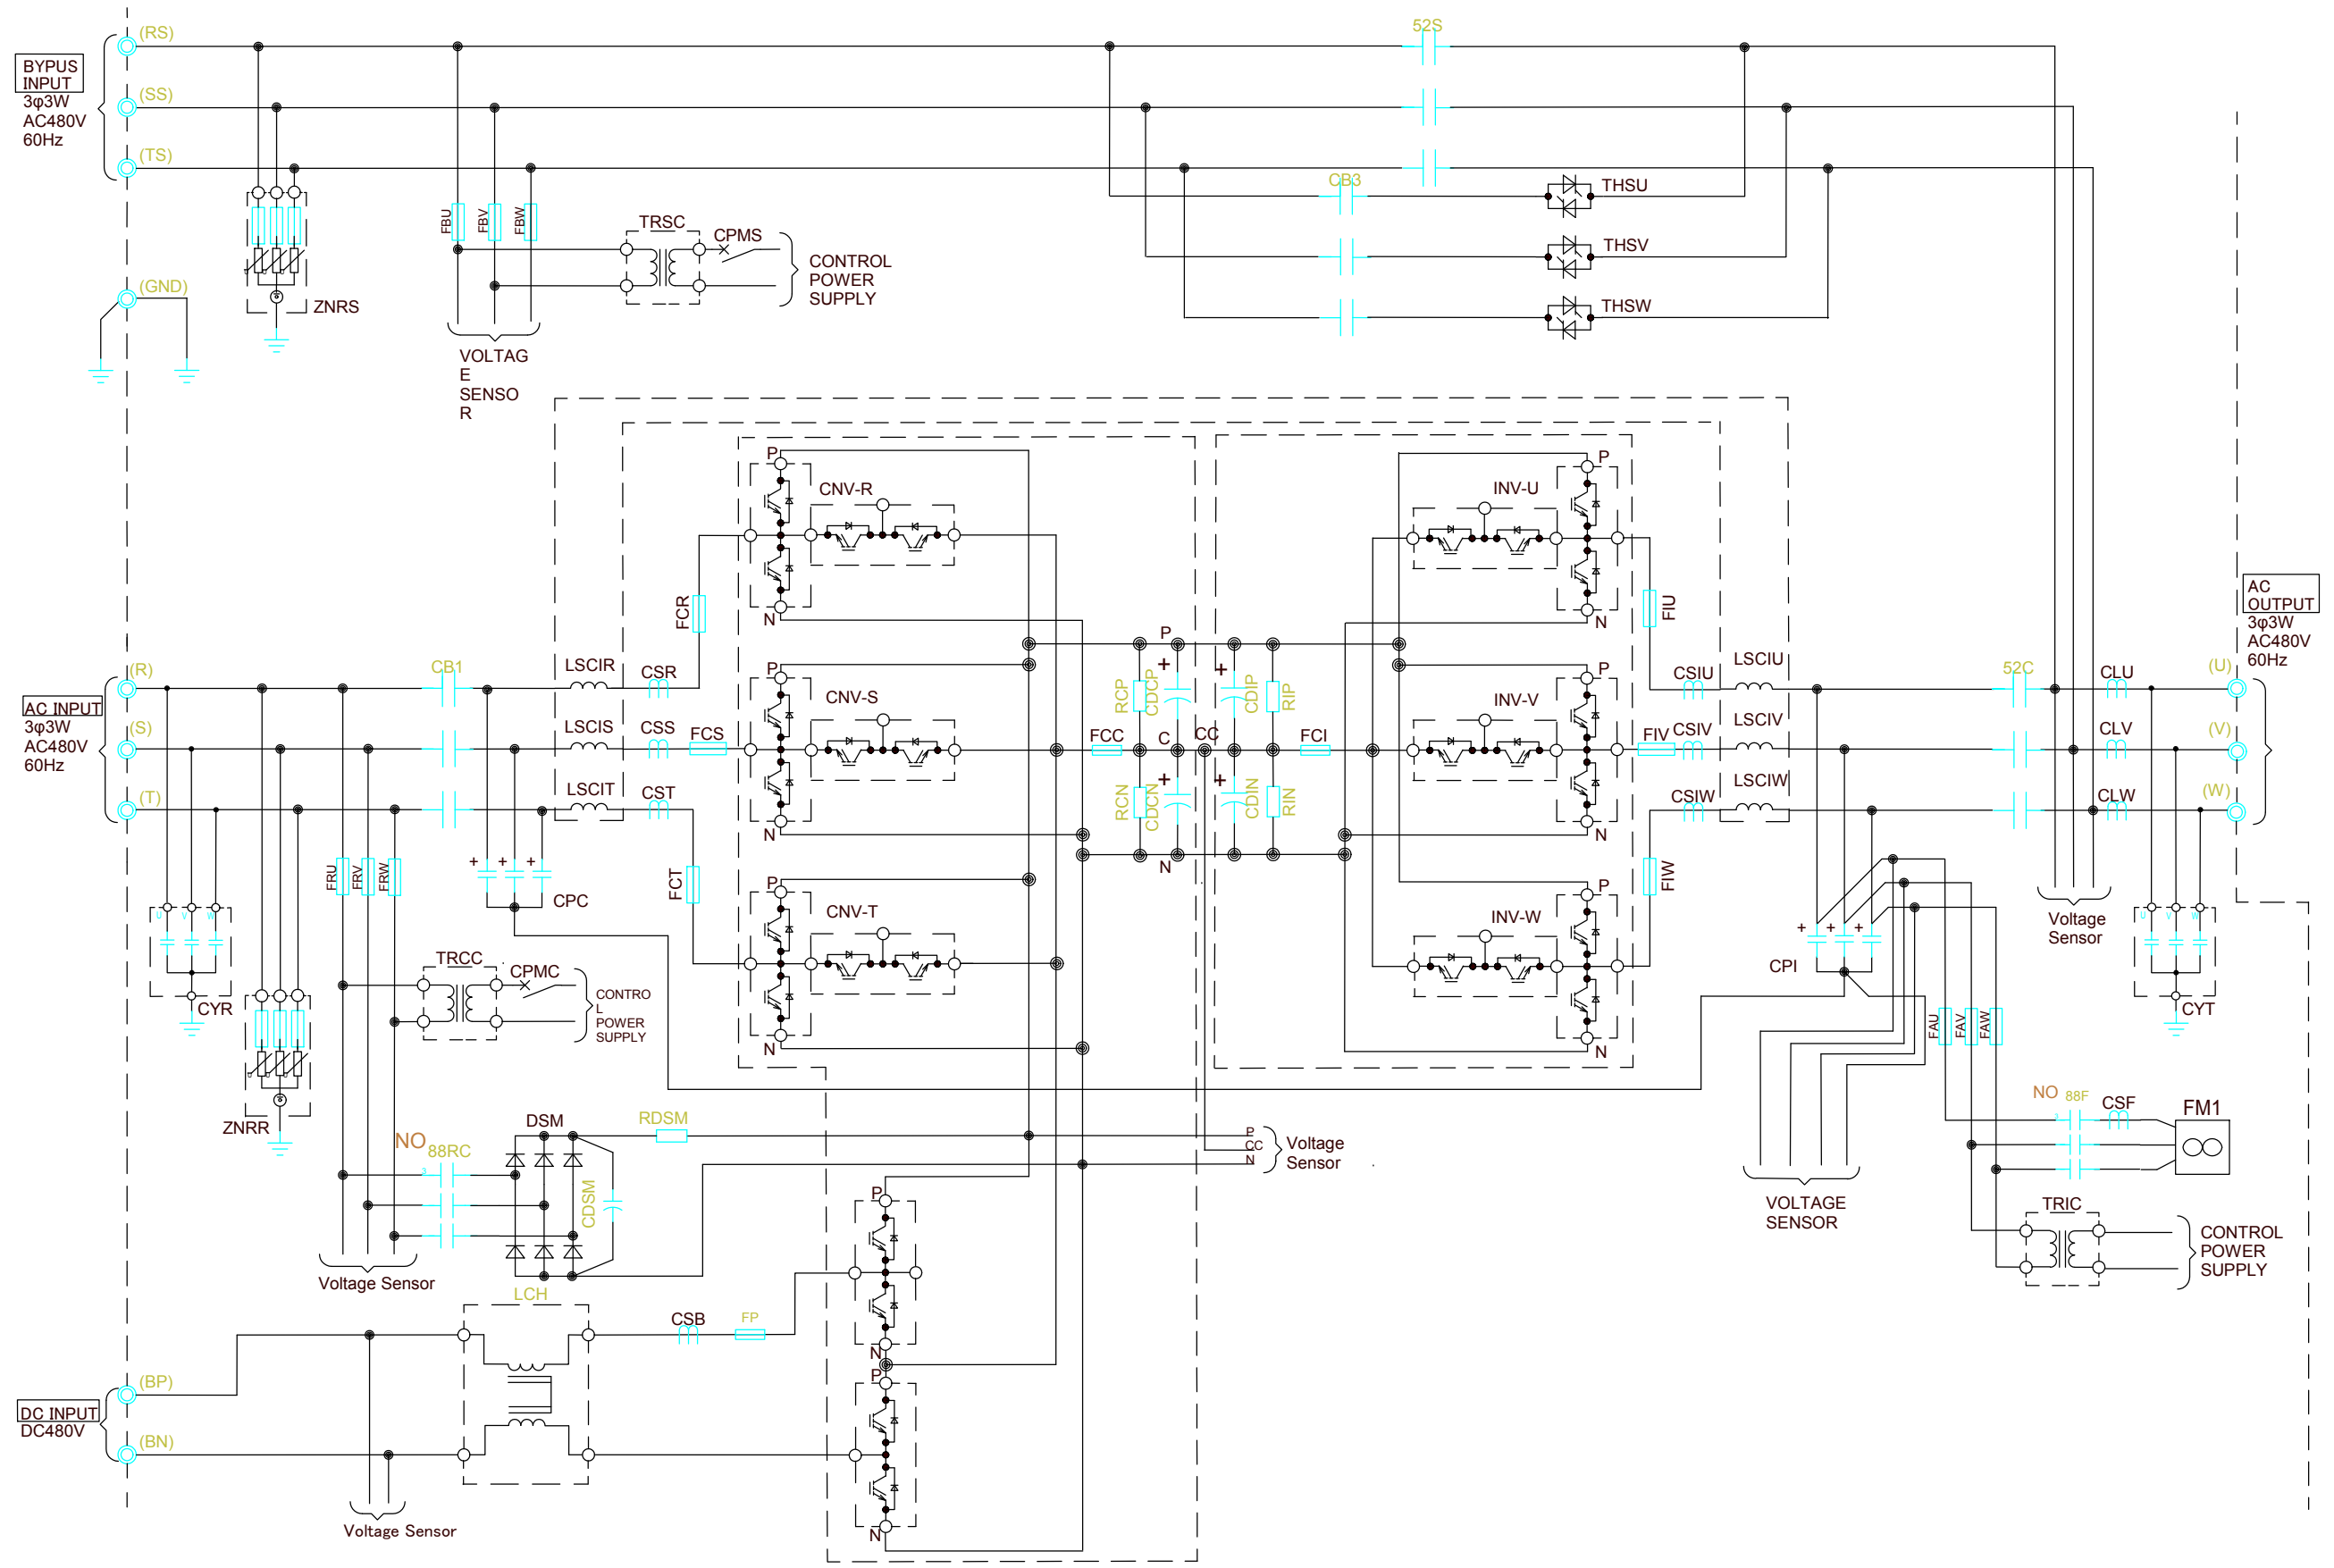 (RS)
52S
BYPUS
INPUT
3φ3W
AC480V
60Hz
(SS)
(TS)
CB3
THSU
FBU
FBV
FBW
TRSC
CPMS
CONTROL
POWER
SUPPLY
THSV
THSW
(GND)
ZNRS
VOLTAG
E
SENSO
R
P
CNV-R
N
INV-U
P
N
FCR
FIU
AC
OUTPUT
3φ3W
AC480V
60Hz
(R)
CB1
LSCIR
CSR
P
CNV-S
N
P
RCP
CDCP
+
+
CDIP
RIP
INV-V
P
N
CSIU
LSCIU
52C
CLU
(U)
AC INPUT
3φ3W
AC480V
60Hz
(S)
LSCIS
CSS
FCS
FCC
C
CC
FCI
FIV
CSIV
LSCIV
CLV
(V)
(T)
LSCIT
CST
RCN
CDCN
+
+
CDIN
RIN
N
CSIW
LSCIW
CLW
(W)
FRU
FRV
FRW
+
+
+
CPC
FCT
P
CNV-T
N
INV-W
P
N
FIW
+
+
+
CPI
Voltage
Sensor
U
V
W
CYR
U
V
W
CYT
TRCC
CPMC
CONTRO
L
POWER
SUPPLY
FAU
FAV
FAW
ZNRR
NO
88RC
3
DSM
RDSM
CDSM
P
CC
N
Voltage
Sensor
NO
88F
3
CSF
FM1
VOLTAGE
SENSOR
TRIC
CONTROL
POWER
SUPPLY
Voltage Sensor
LCH
CSB
FP
P
N
P
N
(BP)
DC INPUT
DC480V
(BN)
Voltage Sensor